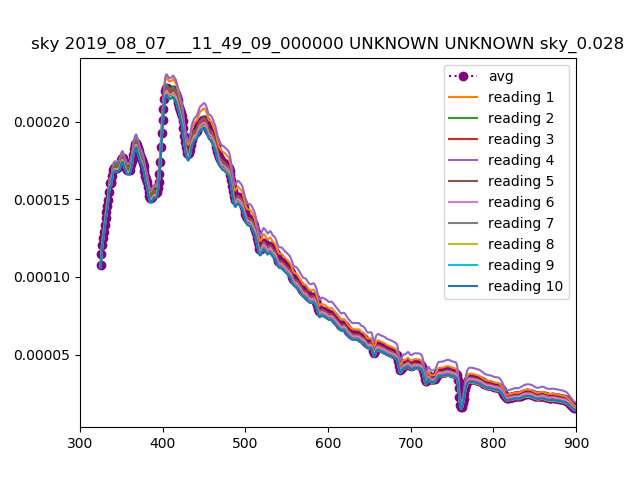 sky 2019_08_07___11_49_09_000000 UNKNOWN UNKNOWN sky_0.028
avg
reading 1
reading 2
reading 3
reading 4
reading 5
reading 6
reading 7
reading 8
reading 9
reading 10
0.00020
0.00015
0.00010
0.00005
300 400 500 600 700 800 900